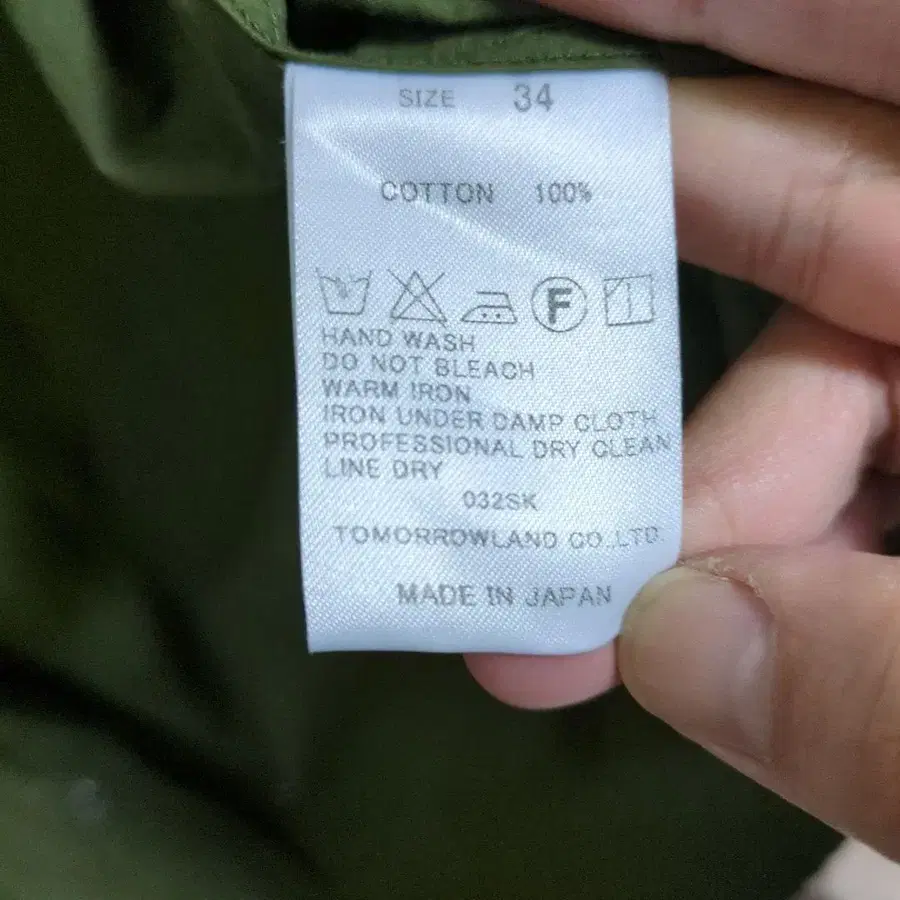 SIZE 34
COTTON 100%
F
HAND WASH
DO NOT BLEACH
WARM IRON
IRON UNDER DAMP CLOTH
PROFESSIONAL DRY CLEAN
LINE DRY
032SK
TOMORROWLAND CO.,LTD.
MADE IN JAPAN